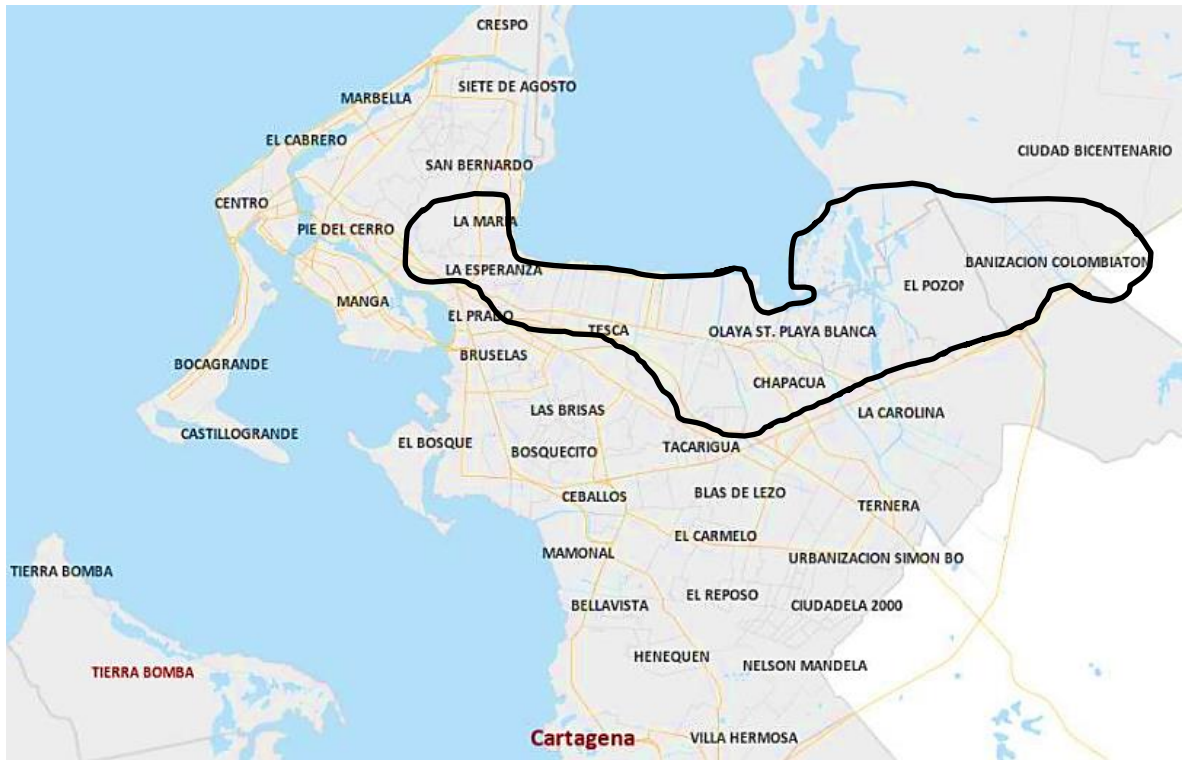 CRESPO
SIETE DE AGOSTO
MARBELLA
EL CABRERO
CIUDAD BICENTENARIO
SAN BERNARDO
CENTRO
LA MARIA
PIE DEL CERRO
BANIZACION COLOMBIATON
LA ESPERANZA
EL POZON
MANGA
EL PRADO
TESCA
OLAYA ST. PLAYA BLANCA
BRUSELAS
BOCAGRANDE
CHAPACUA
LAS BRISAS
LA CAROLINA
CASTILLOGRANDE
EL BOSQUE
TACARIGUA
BOSQUECITO
BLAS DE LEZO
CEBALLOS
TERNERA
EL CARMELO
MAMONAL
URBANIZACION SIMON BO
TIERRA BOMBA
EL REPOSO
BELLAVISTA
CIUDADELA 2000
HENEQUEN
NELSON MANDELA
TIERRA BOMBA
Cartagena
VILLA HERMOSA